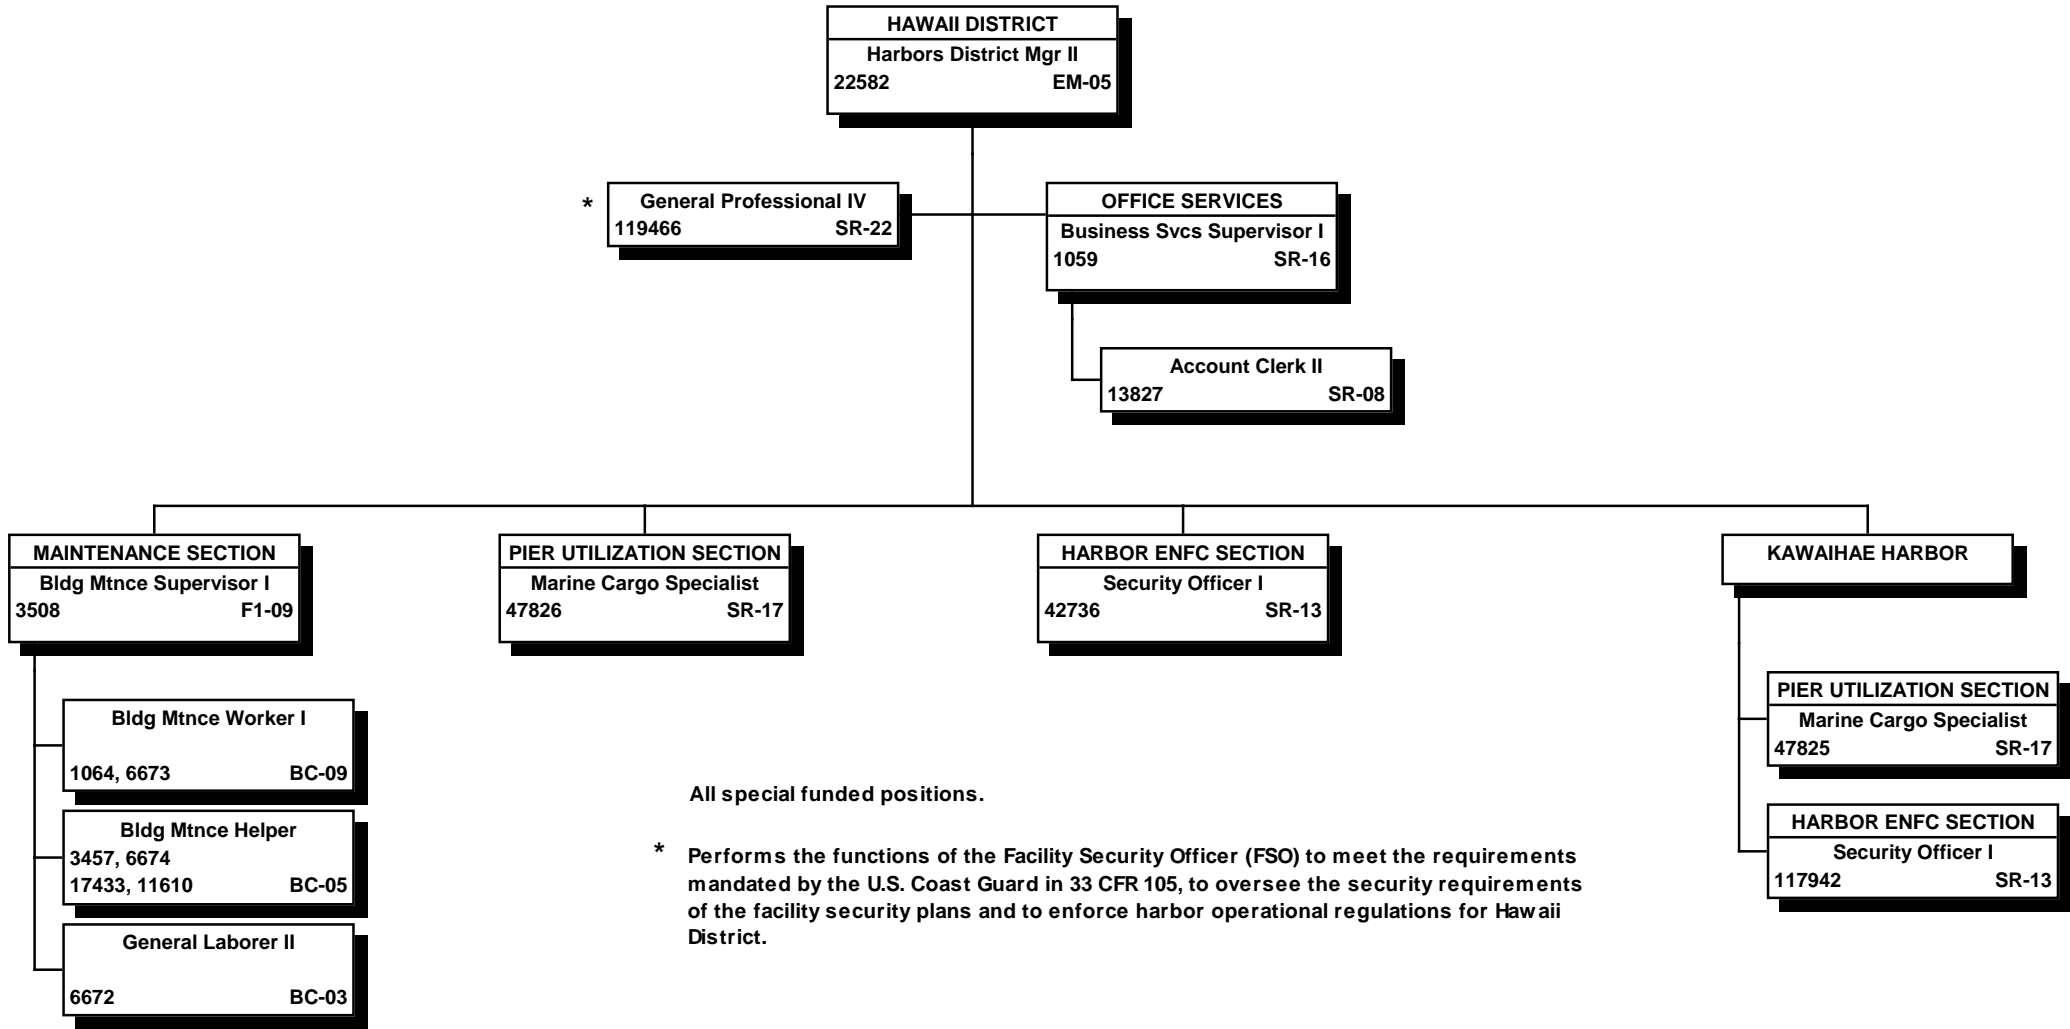 HAWAII DISTRICT
Harbors District Mgr II
22582 EM-05
*
General Professional IV
119466 SR-22
OFFICE SERVICES
Business Svcs Supervisor I
1059 SR-16
Account Clerk II
13827 SR-08
MAINTENANCE SECTION
Bldg Mtnce Supervisor I
3508 F1-09
Bldg Mtnce Worker I
1064, 6673 BC-09
Bldg Mtnce Helper
3457, 6674
17433, 11610 BC-05
General Laborer II
6672 BC-03
PIER UTILIZATION SECTION
Marine Cargo Specialist
47826 SR-17
HARBOR ENFC SECTION
Security Officer I
42736 SR-13
KAWAIHAE HARBOR
PIER UTILIZATION SECTION
Marine Cargo Specialist
47825 SR-17
HARBOR ENFC SECTION
Security Officer I
117942 SR-13
All special funded positions.
* Performs the functions of the Facility Security Officer (FSO) to meet the requirements
mandated by the U.S. Coast Guard in 33 CFR 105, to oversee the security requirements
of the facility security plans and to enforce harbor operational regulations for Hawaii
District.